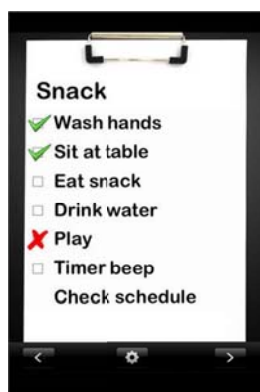 Snack
Wash hands
Sit at table
Eat snack
Drink water
Play
Timer beep
Check schedule